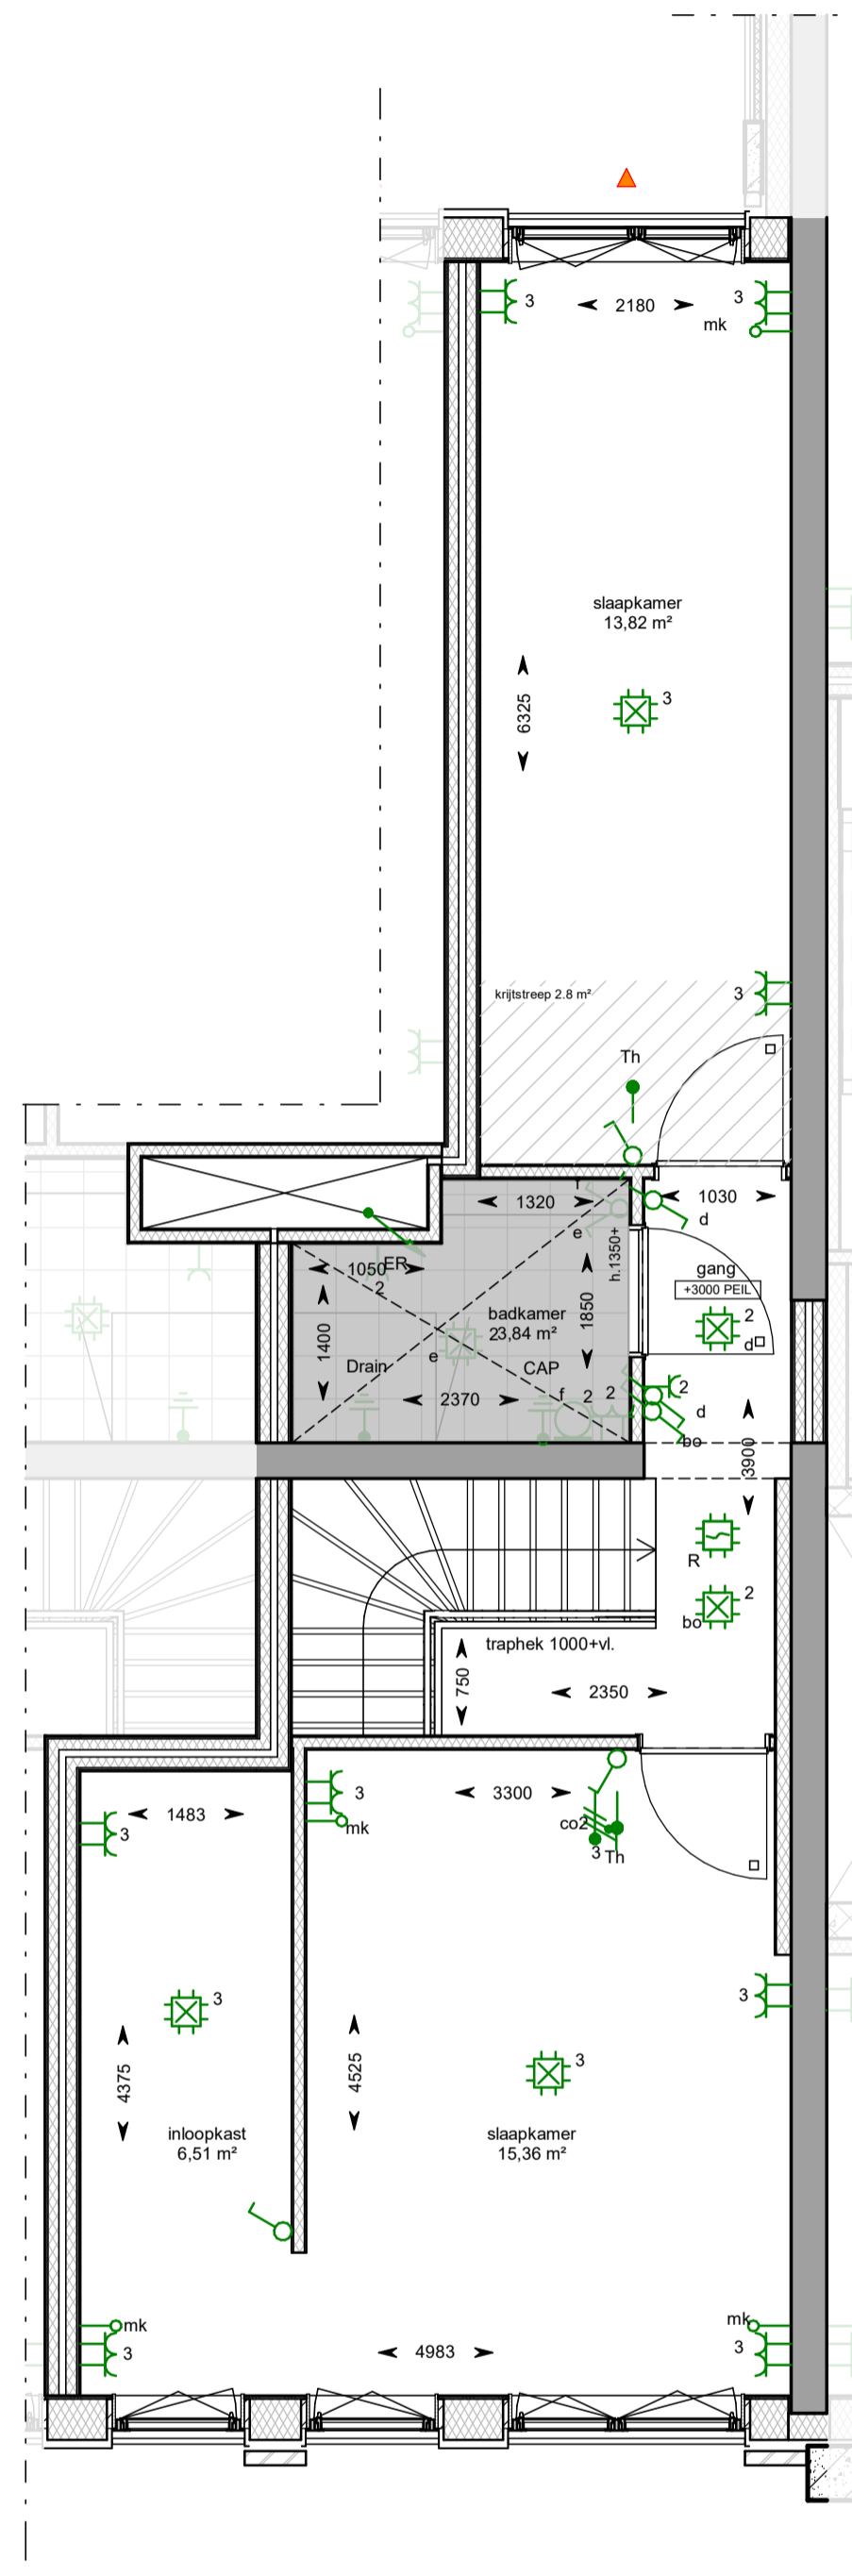 3
2180
3
mk
slaapkamer
13,82 m²
3
6325
krijtstreep 2.8 m²
3
Th
f
1320
1030
d
e
h.1350+
gang
+3000 PEIL
1050
ER
2
badkamer
23,84 m²
1850
2
d
1400
Drain
e
CAP
2370
f
2
2
2
d
bo
3900
R
2
bo
traphek 1000+vl.
750
2350
3
mk
3300
1483
3
co2
3
Th
3
3
3
4375
4525
inloopkast
6,51 m²
slaapkamer
15,36 m²
mk
3
mk
3
4983